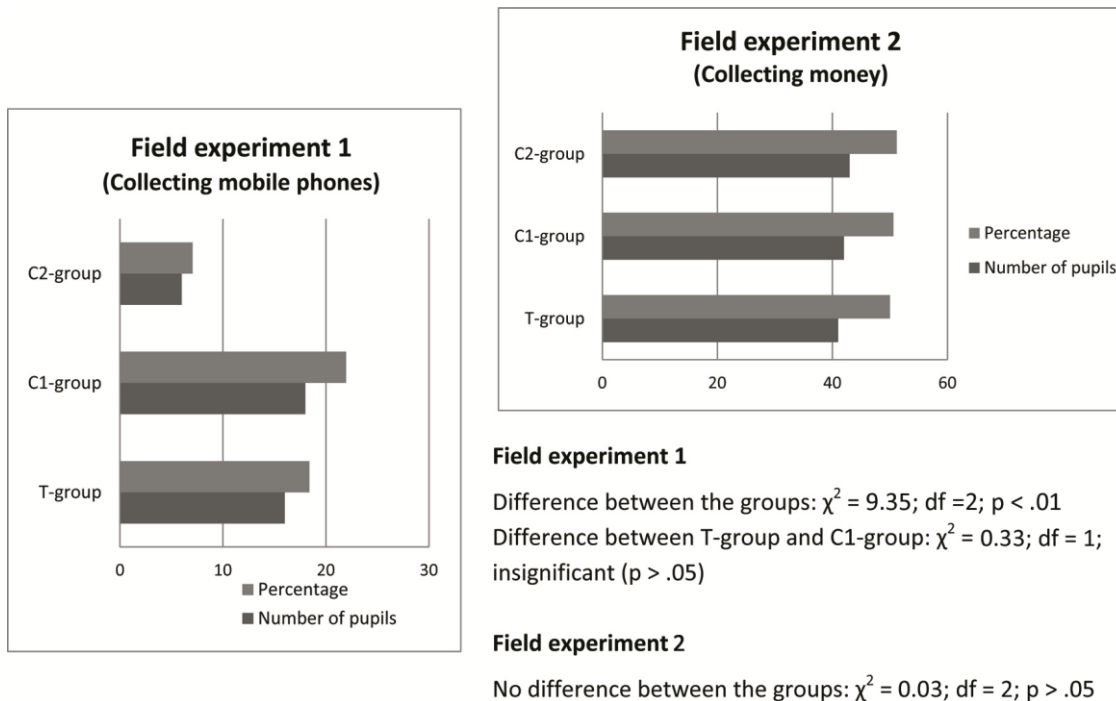 Field experiment 1
(Collecting mobile phones)
C2-group
C1-group
T-group
0 10 20 30
Percentage
Number of pupils
Field experiment 2
(Collecting money)
C2-group
C1-group
T-group
0 20 40 60
Percentage
Number of pupils
Field experiment 1
Difference between the groups: χ² = 9.35; df =2; p < .01
Difference between T-group and C1-group: χ² = 0.33; df = 1;
insignificant (p > .05)
Field experiment 2
No difference between the groups: χ² = 0.03; df = 2; p > .05